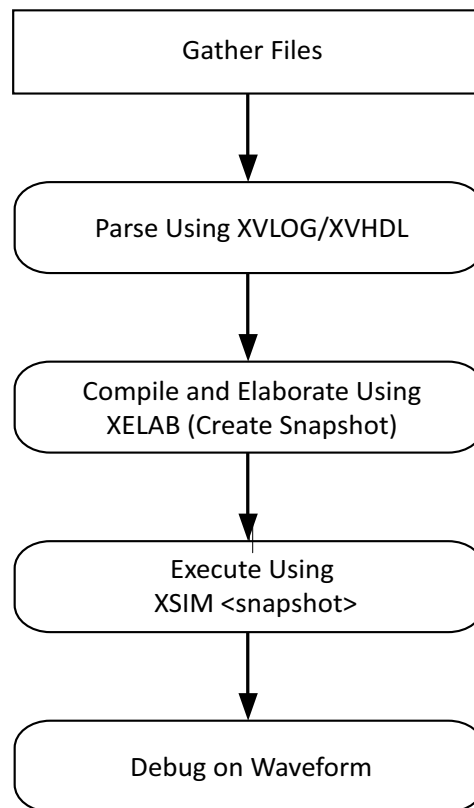 Gather Files
Parse Using XVLOG/XVHDL
Compile and Elaborate Using
XELAB (Create Snapshot)
Execute Using
XSIM <snapshot>
Debug on Waveform